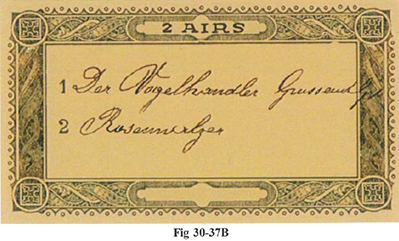 2 AIRS
1 Der Vogelhandler
2 Rosenwalzer
Fig 30-37B